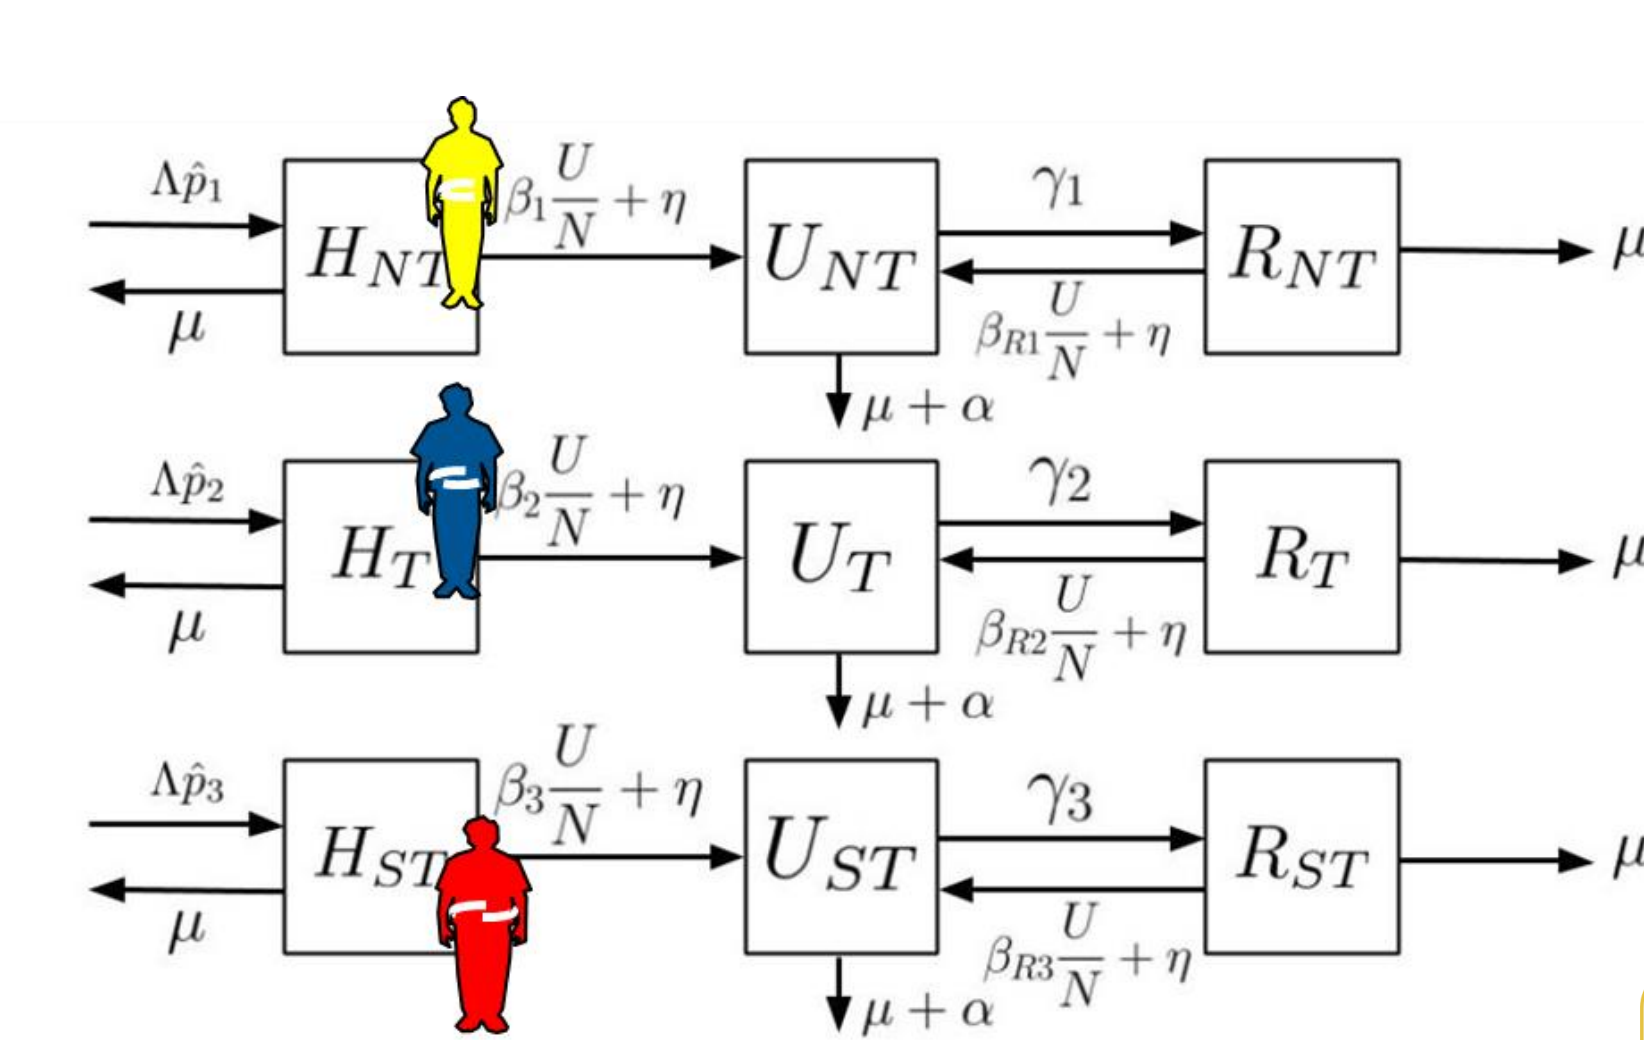 Λp̂₁
H_NT
β₁ U/N + η
U_NT
γ₁
β_R1 U/N + η
R_NT
μ
μ
μ + α
Λp̂₂
H_T
β₂ U/N + η
U_T
γ₂
β_R2 U/N + η
R_T
μ
μ
μ + α
Λp̂₃
H_ST
β₃ U/N + η
U_ST
γ₃
β_R3 U/N + η
R_ST
μ
μ
μ + α